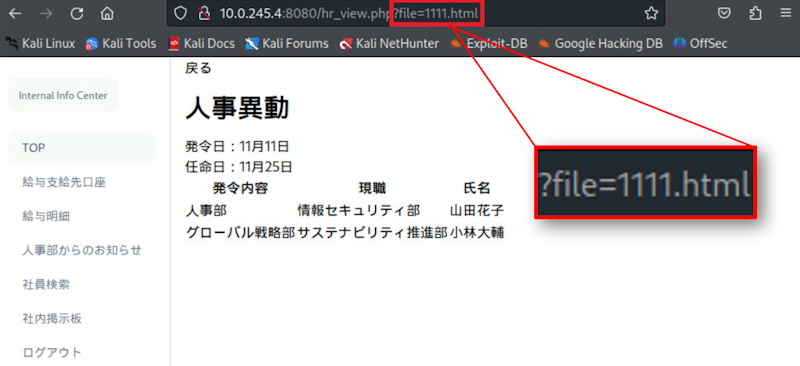 10.0.245.4:8080/hr_view.php?file=1111.html
Kali Linux Kali Tools Kali Docs Kali Forums Kali NetHunter Exploit-DB Google Hacking DB OffSec
Internal Info Center
TOP
給与支給先口座
給与明細
人事部からのお知らせ
社員検索
社内掲示板
ログアウト
戻る
人事異動
発令日：11月11日
任命日：11月25日
発令内容 現職 氏名
人事部 情報セキュリティ部 山田花子
グローバル戦略部 サステナビリティ推進部 小林大輔
?file=1111.html